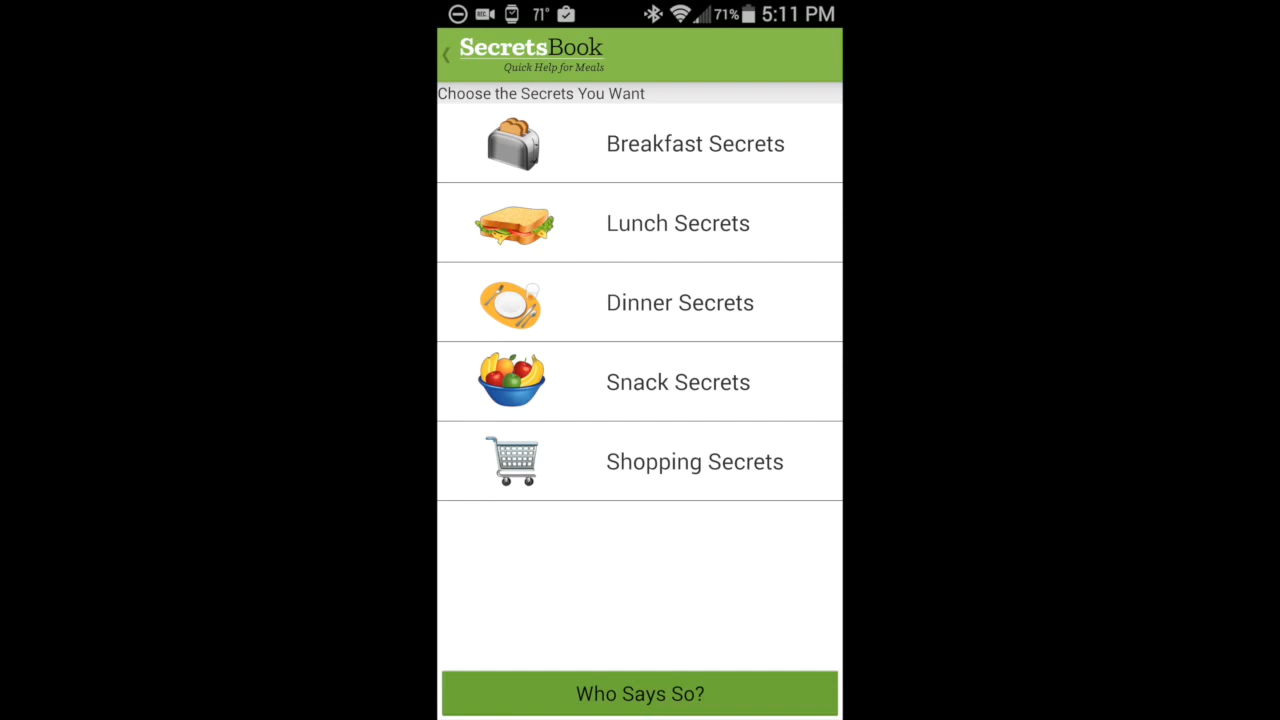 REC 71° 71% 5:11 PM
SecretsBook
Quick Help for Meals
Choose the Secrets You Want
Breakfast Secrets
Lunch Secrets
Dinner Secrets
Snack Secrets
Shopping Secrets
Who Says So?